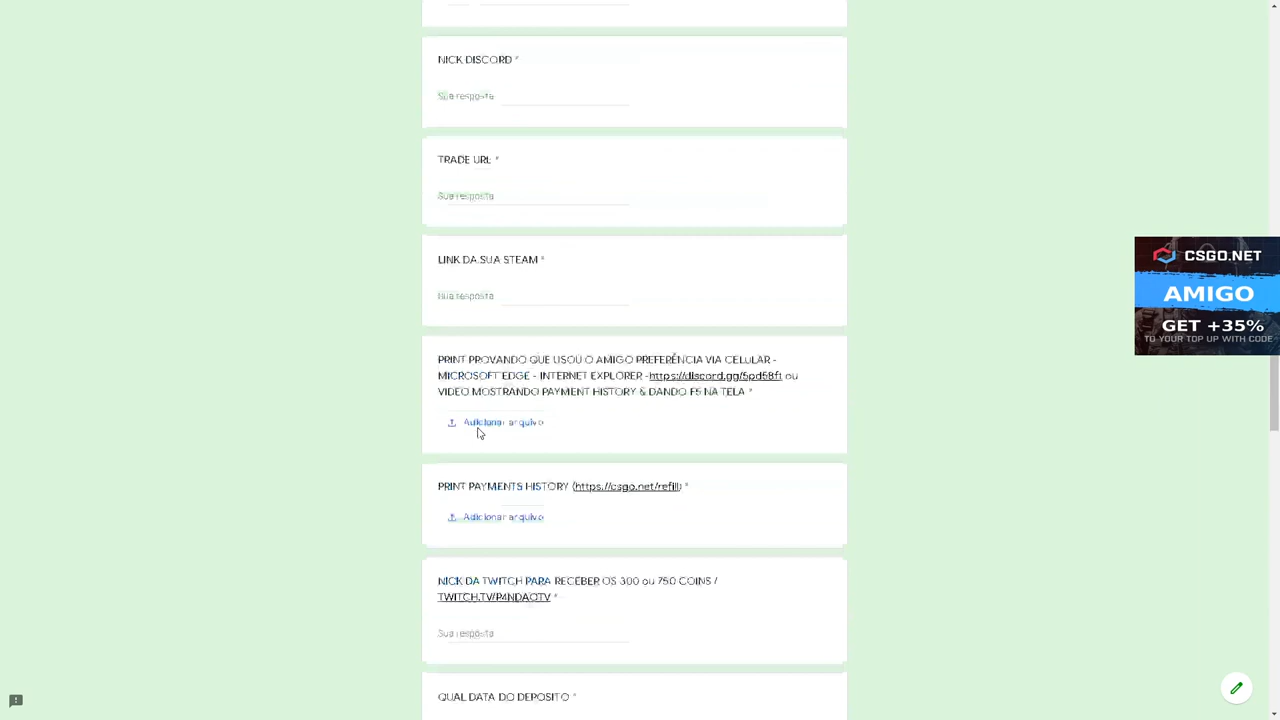 NICK DISCORD *
Sua resposta
TRADE URL *
Sua resposta
LINK DA SUA STEAM *
Sua resposta
PRINT PROVANDO QUE USOU O AMIGO PREFERÊNCIA VIA CELULAR -
MICROSOFT EDGE - INTERNET EXPLORER -https://discord.gg/5pd5Bf1 ou
VIDEO MOSTRANDO PAYMENT HISTORY & DANDO F5 NA TELA *
Adicionar arquivo
PRINT PAYMENTS HISTORY (https://csgo.net/refill) *
Adicionar arquivo
NICK DA TWITCH PARA RECEBER OS 300 ou 750 COINS /
TWITCH.TV/P4NDAOTV *
Sua resposta
QUAL DATA DO DEPOSITO *
CSGO.NET
AMIGO
GET +35%
TO YOUR TOP UP WITH CODE